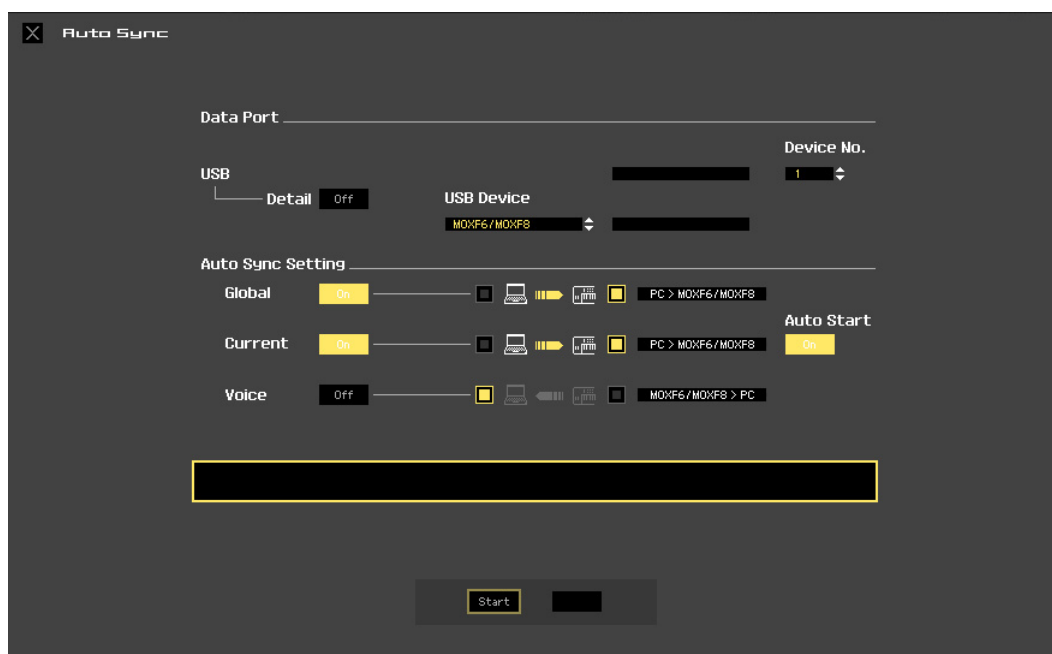 X Auto Sync
Data Port
Device No.
USB
1
Detail Off
USB Device
MOXF6/MOXF8
Auto Sync Setting
Global On PC > MOXF6/MOXF8
Auto Start
Current On PC > MOXF6/MOXF8 On
Voice Off MOXF6/MOXF8 > PC
Start